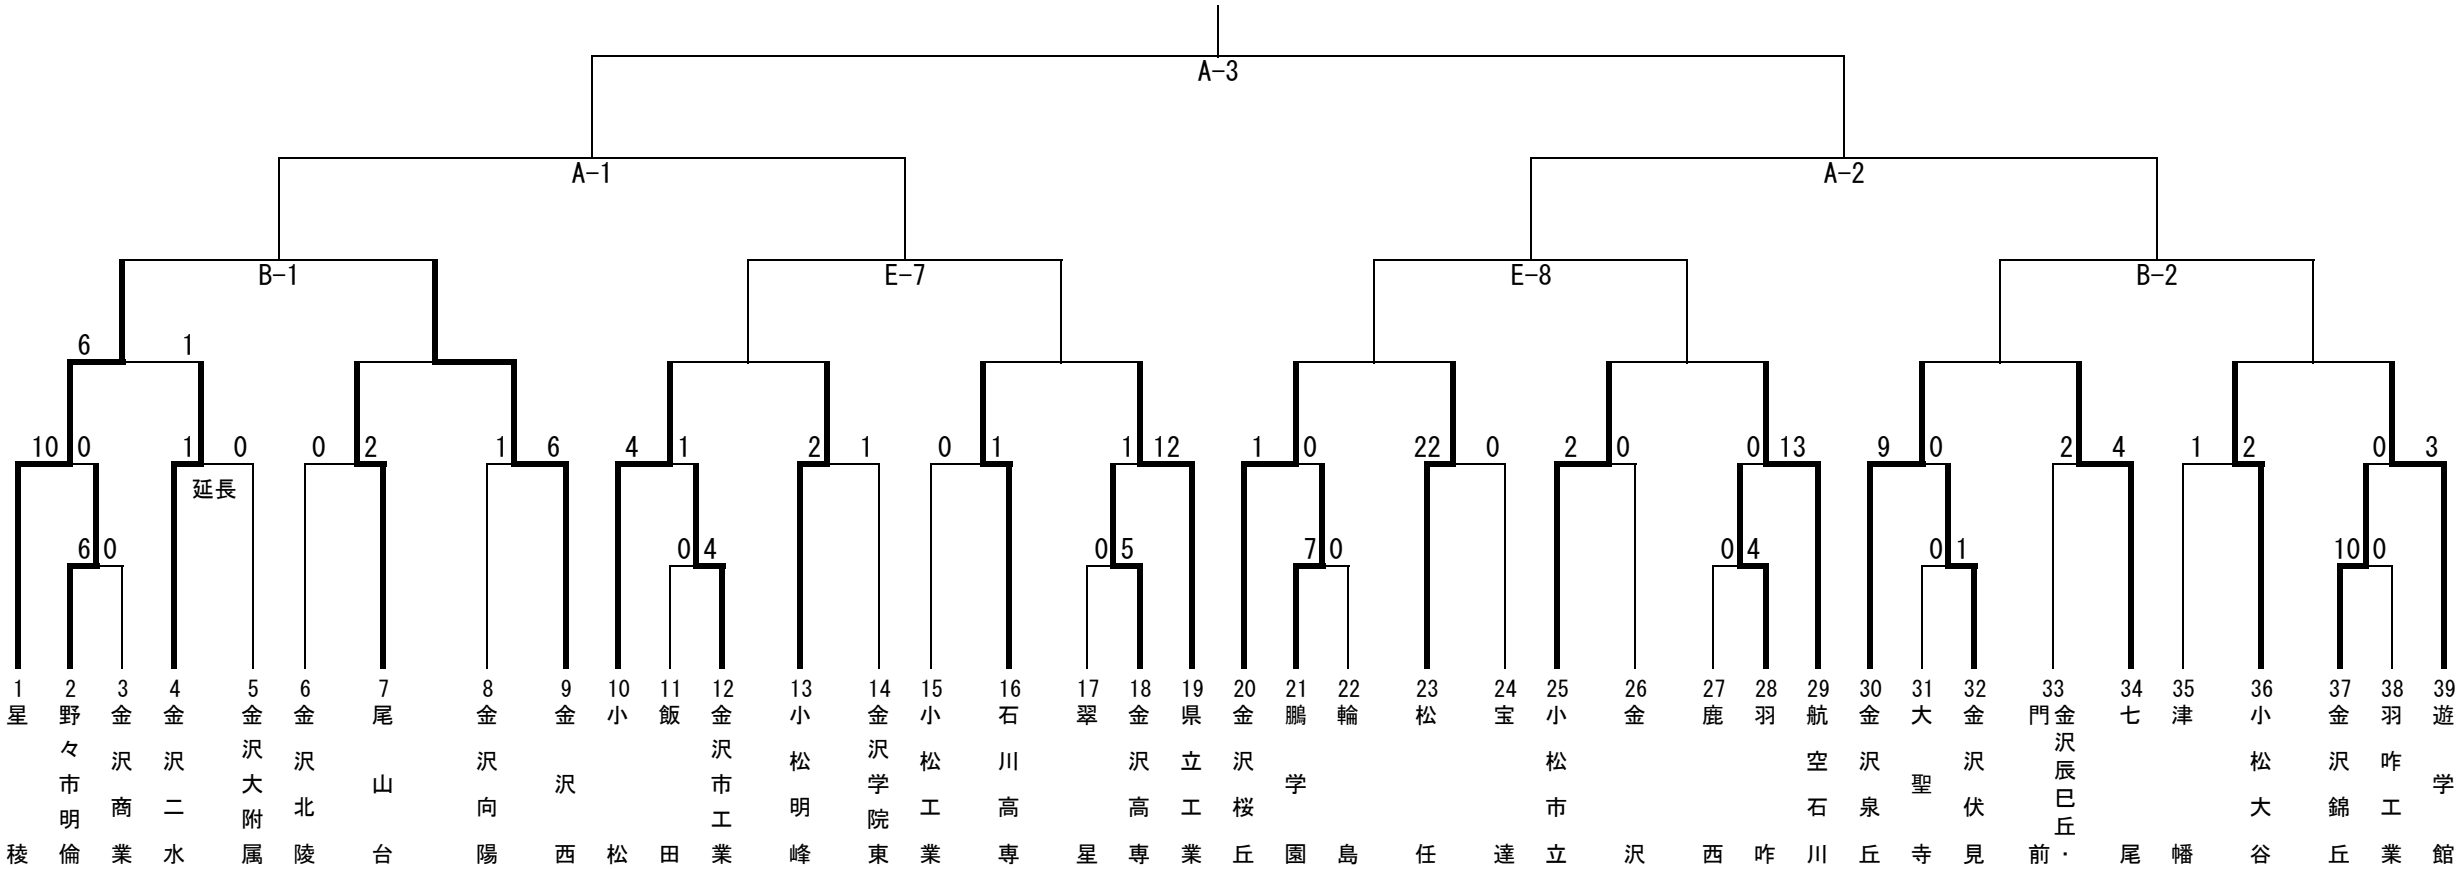 A-3
A-1
A-2
B-1
E-7
E-8
B-2
6 1
10 0 1 0 0 2 1 6 4 1 2 1 0 1 1 12 1 0 22 0 2 0 0 13 9 0 2 4 1 2 0 3
延長
6 0 0 4 0 5 7 0 0 4 0 1 10 0
1 2 3 4 5 6 7 8 9 10 11 12 13 14 15 16 17 18 19 20 21 22 23 24 25 26 27 28 29 30 31 32 33 34 35 36 37 38 39
星稜
野々市明倫
金沢商業
金沢二水
金沢大附属
金沢北陵
尾山台
金沢向陽
金沢西
小松
飯田
金沢市工業
小松明峰
金沢学院東
小松工業
石川高専
翠星
金沢高専
県立工業
金沢桜丘
鵬学園
輪島
松任
宝達
小松市立
金沢
鹿西
羽咋
航空石川
金沢泉丘
大聖寺
金沢伏見
金沢辰巳丘・
門前
七尾
津幡
小松大谷
金沢錦丘
羽咋工業
遊学館